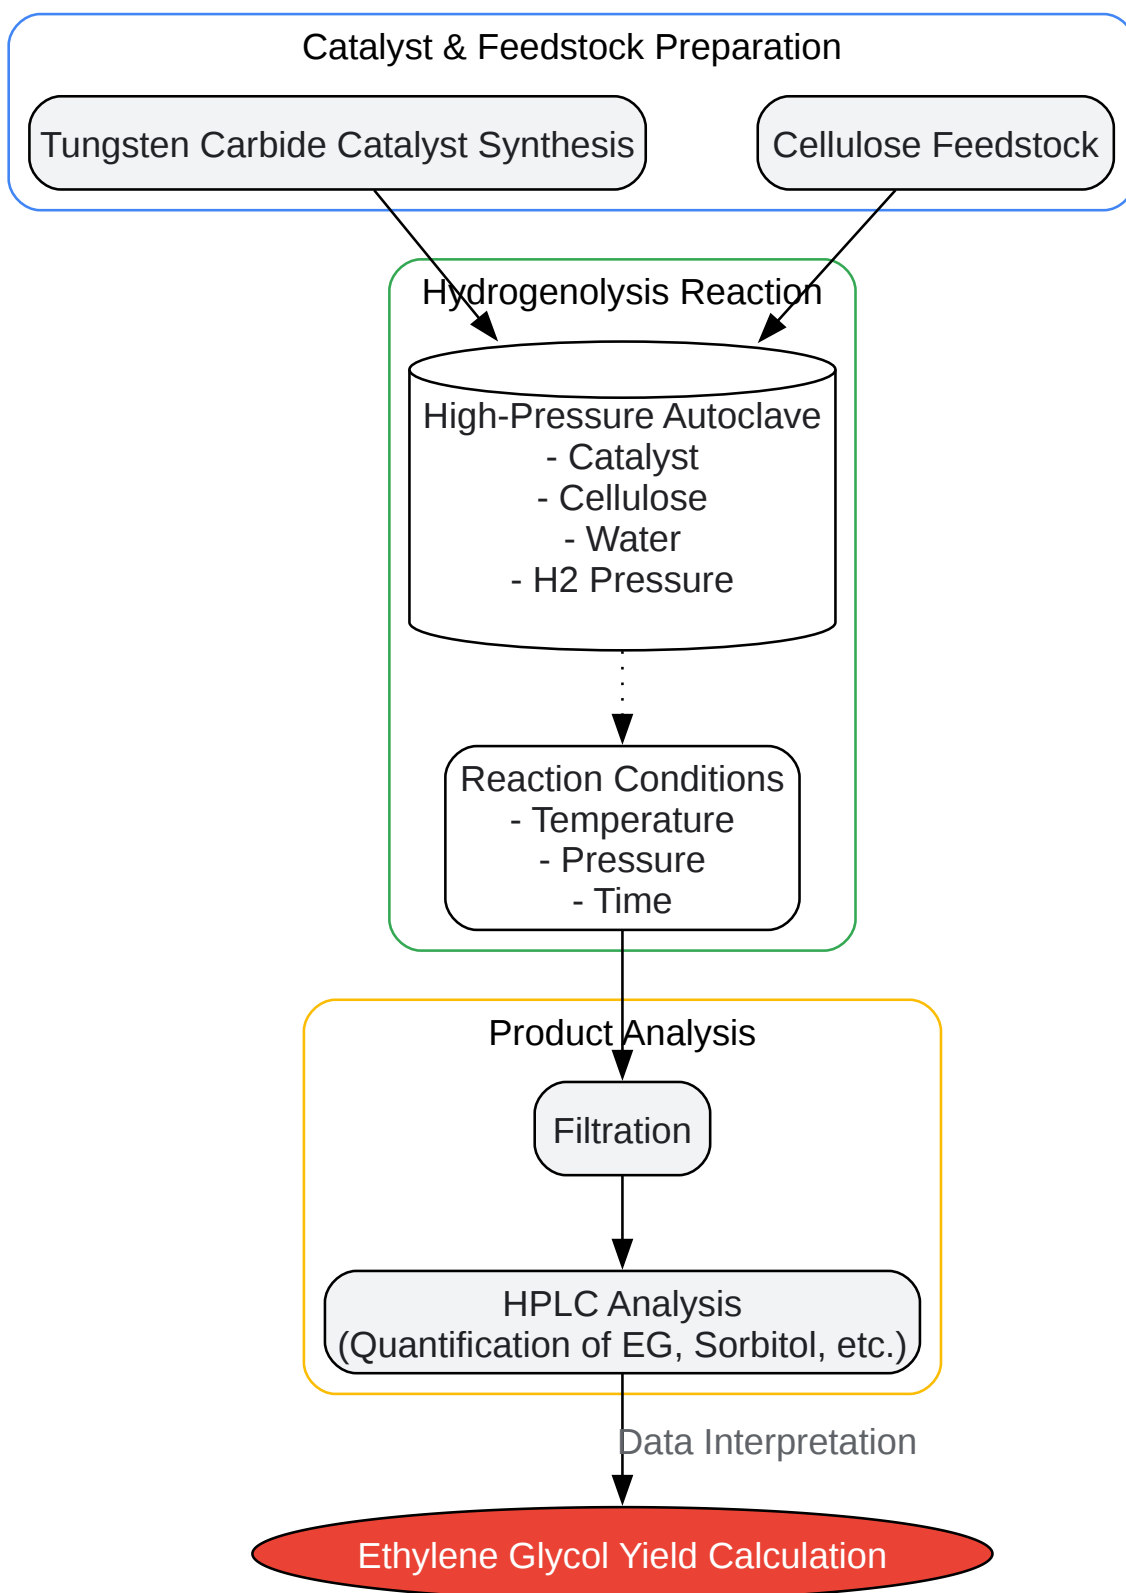 Catalyst & Feedstock Preparation
Tungsten Carbide Catalyst Synthesis
Cellulose Feedstock
Hydrogenolysis Reaction
High-Pressure Autoclave
- Catalyst
- Cellulose
- Water
- H2 Pressure
Reaction Conditions
- Temperature
- Pressure
- Time
Product Analysis
Filtration
HPLC Analysis
(Quantification of EG, Sorbitol, etc.)
Data Interpretation
Ethylene Glycol Yield Calculation